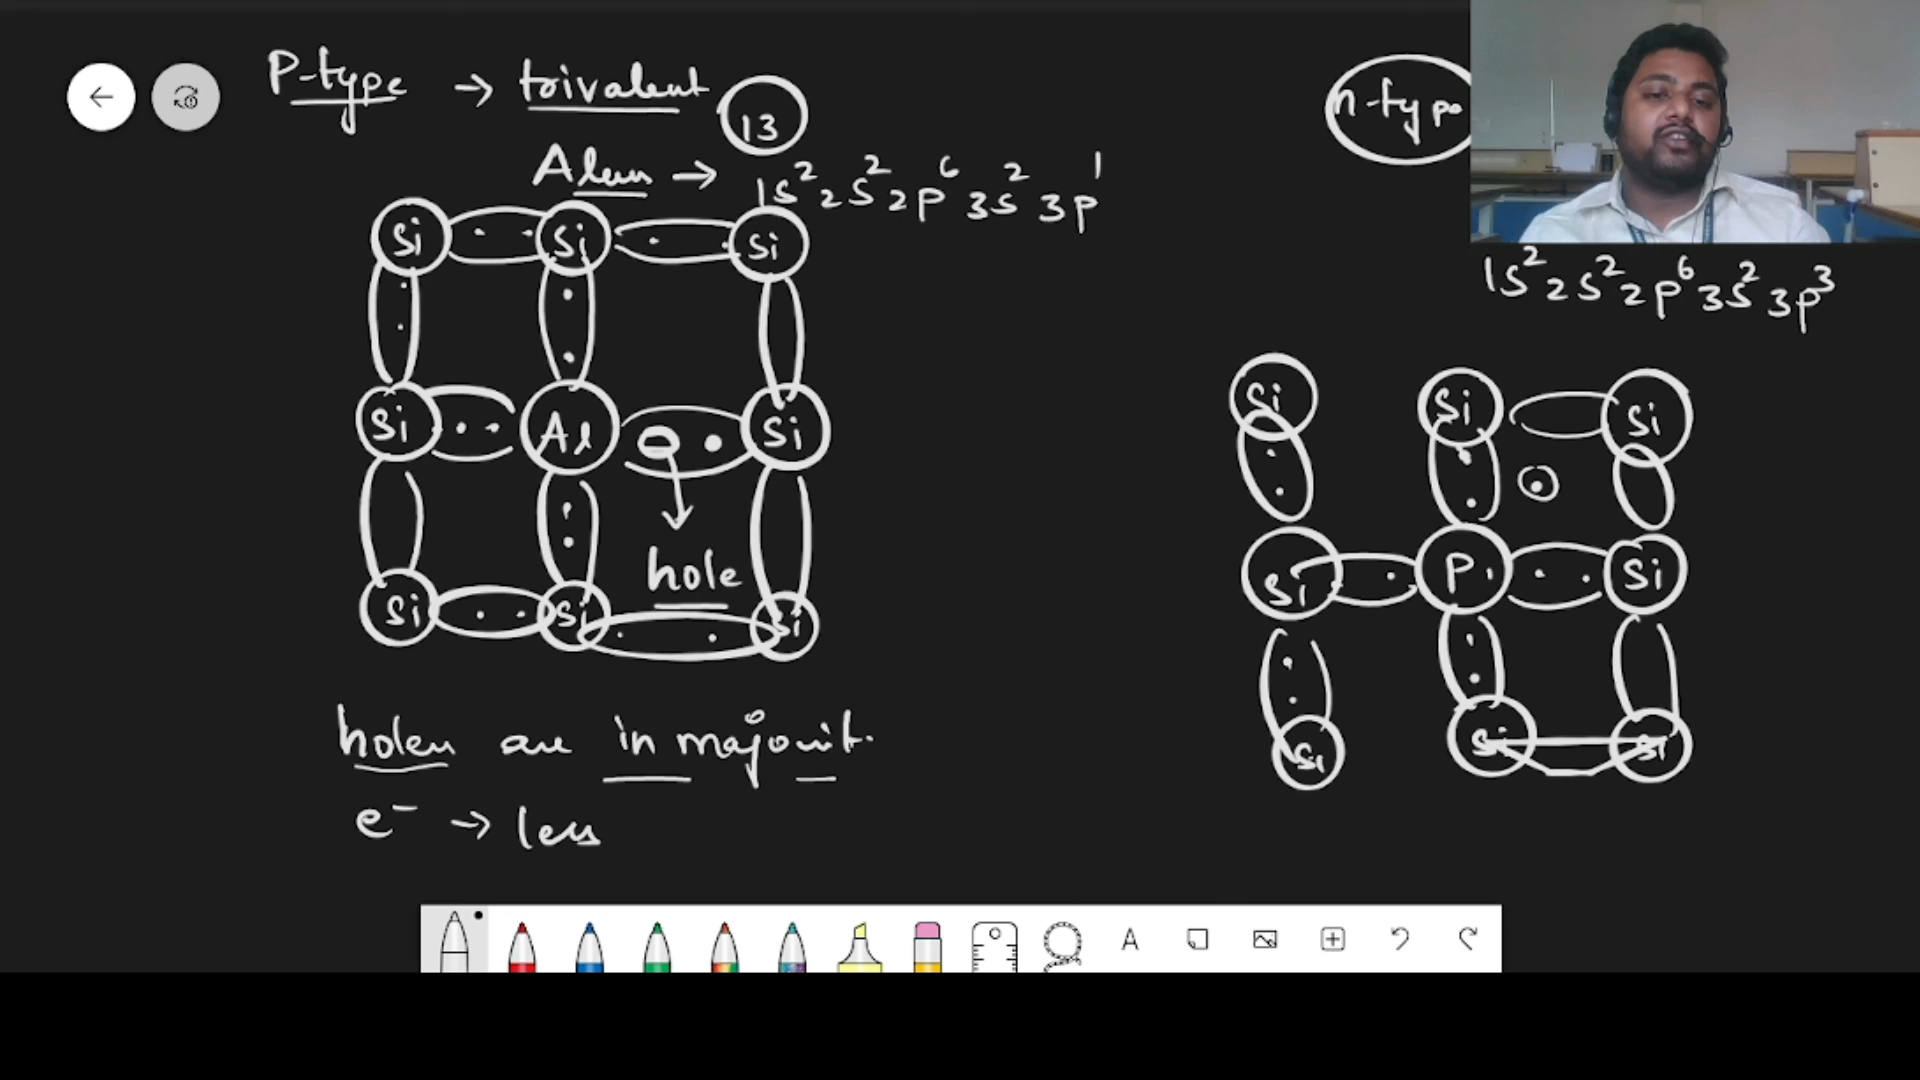 P-type → trivalent 13
Alum → 1s² 2s² 2p⁶ 3s² 3p¹
Si Si Si
Si Al Si
hole
Si Si Si
holes are in majorit.
e⁻ → less
n-type
1s² 2s² 2p⁶ 3s² 3p³
Si Si Si
Si P Si
Si Si Si
A